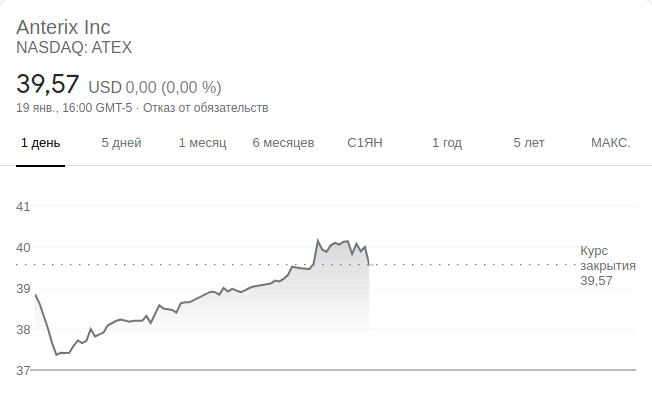 Anterix Inc
NASDAQ: ATEX
39,57 USD 0,00 (0,00 %)
19 янв., 16:00 GMT-5 · Отказ от обязательств
1 день 5 дней 1 месяц 6 месяцев С1ЯН 1 год 5 лет МАКС.
41
40
Курс
закрытия
39,57
39
38
37